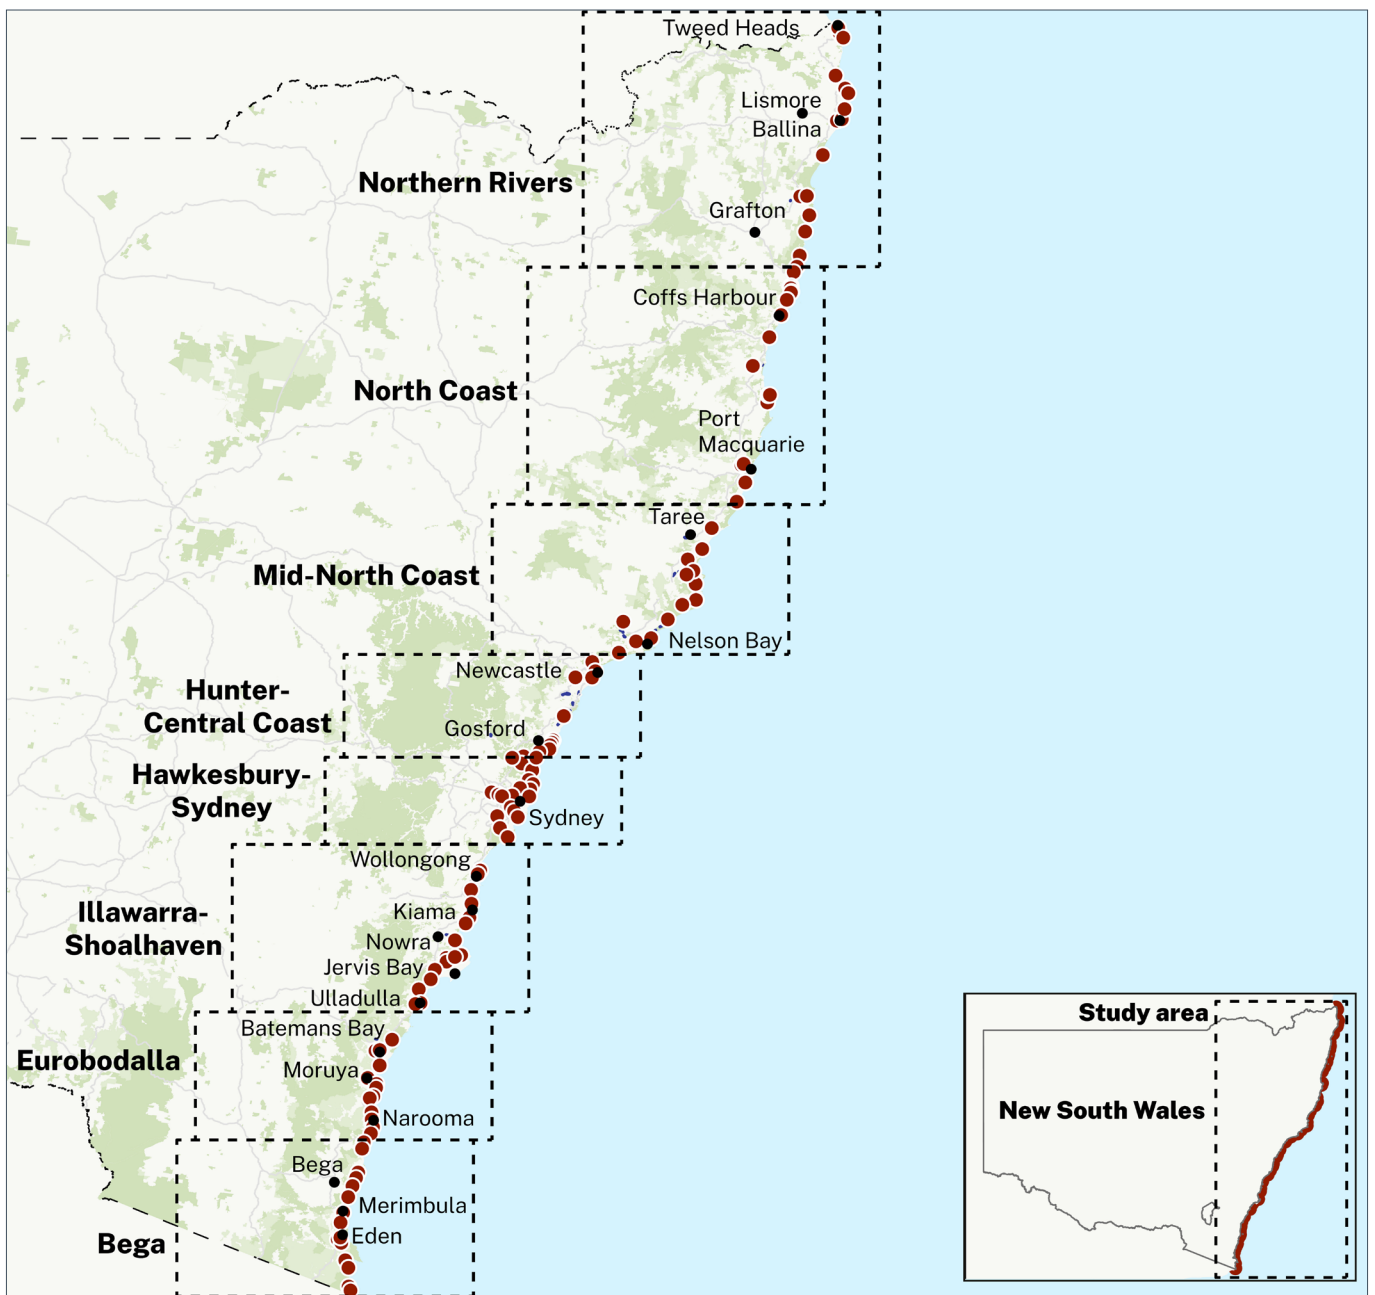 Tweed Heads
Lismore
Ballina
Northern Rivers
Grafton
Coffs Harbour
North Coast
Port
Macquarie
Taree
Mid-North Coast
Nelson Bay
Newcastle
Hunter-
Central Coast
Gosford
Hawkesbury-
Sydney
Sydney
Wollongong
Illawarra-
Shoalhaven
Kiama
Nowra
Jervis Bay
Ulladulla
Batemans Bay
Eurobodalla
Moruya
Narooma
Bega
Merimbula
Eden
Bega
Study area
New South Wales